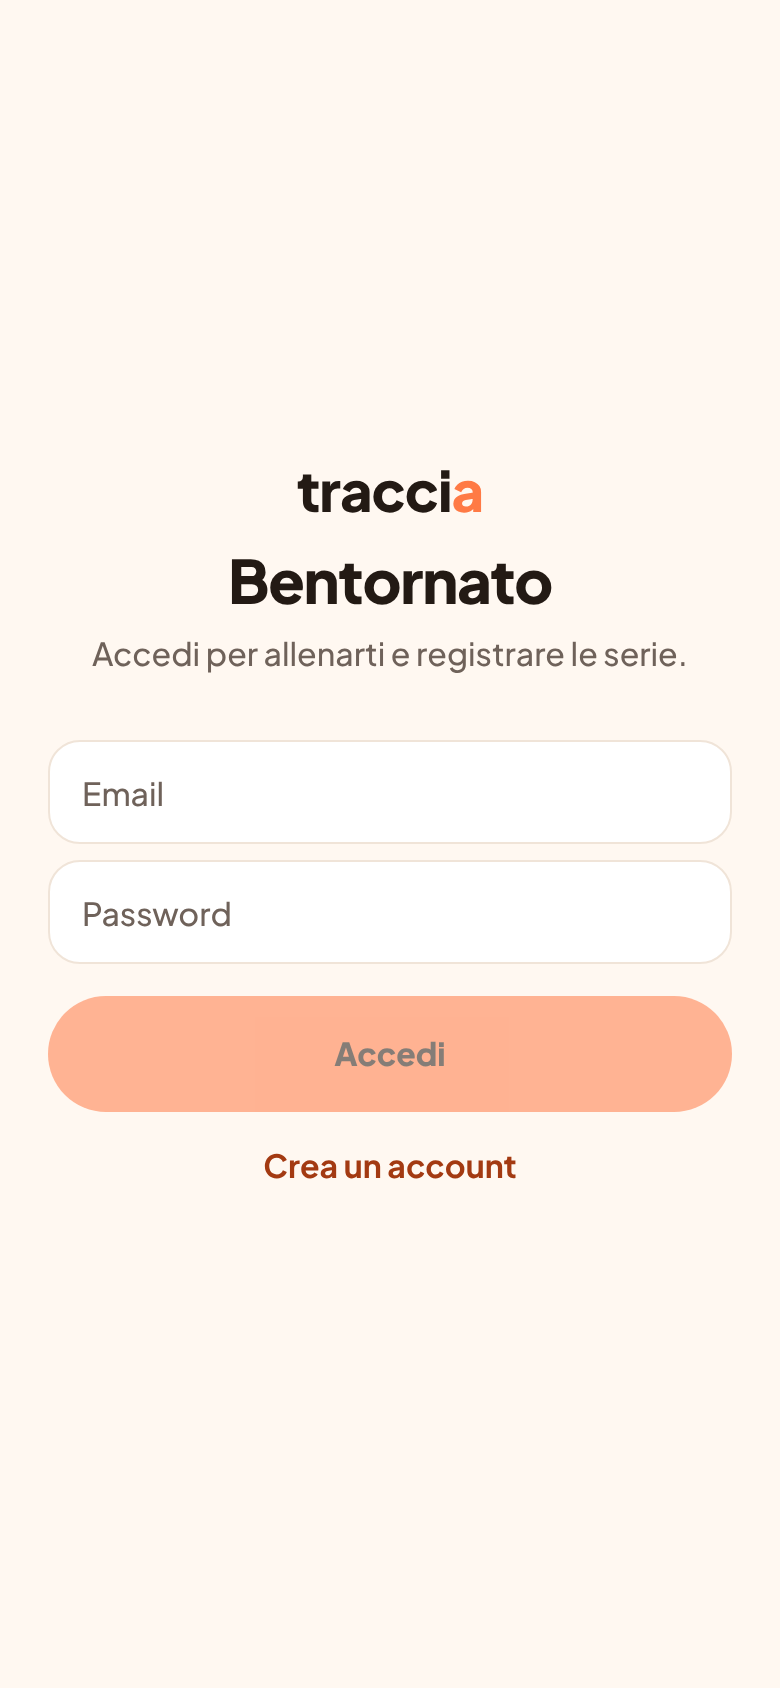 traccia
Bentornato
Accedi per allenarti e registrare le serie.
Email
Password
Accedi
Crea un account